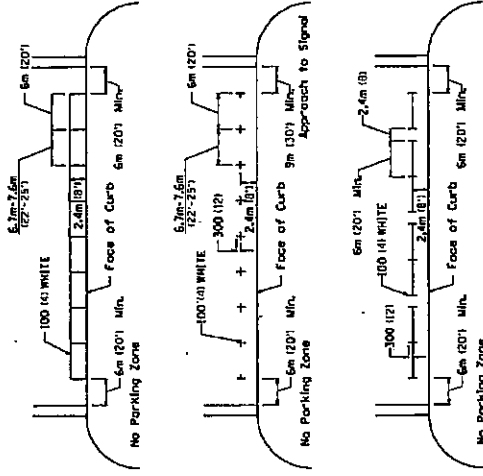 6.7m-7.6m
(22'-25')
6m (20')
100 (4) WHITE
2.4m (8')
Face of Curb
6m (20') Min.
6m (20') Min.
No Parking Zone
6.7m-7.6m
(22'-25')
6m (20')
300 (12)
100 (4) WHITE
2.4m (8')
Face of Curb
6m (20') Min.
9m (30') Min.
No Parking Zone
Approach to Signal
6m (20') Min.
2.4m (8)
100 (4) WHITE
300 (12)
2.4m (8')
Face of Curb
6m (20') Min.
6m (20') Min.
No Parking Zone